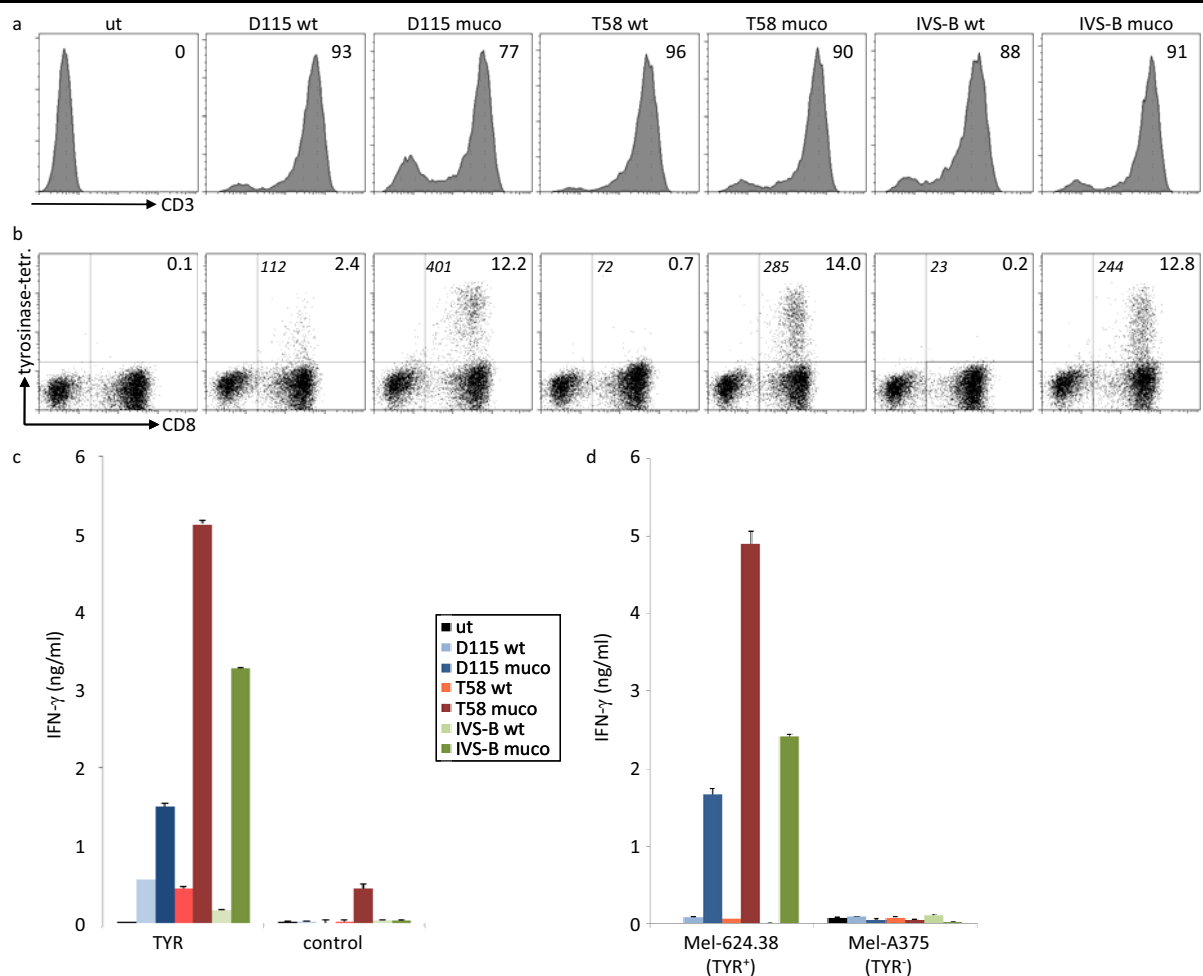 a ut D115 wt D115 muco T58 wt T58 muco IVS-B wt IVS-B muco
0 93 77 96 90 88 91
CD3
b
0.1 112 2.4 401 12.2 72 0.7 285 14.0 23 0.2 244 12.8
tyrosinase-tetr.
CD8
c
6
5
4
3
2
1
0
IFN-γ (ng/ml)
TYR control
ut
D115 wt
D115 muco
T58 wt
T58 muco
IVS-B wt
IVS-B muco
d
6
5
4
3
2
1
0
IFN-γ (ng/ml)
Mel-624.38 Mel-A375
(TYR⁺) (TYR⁻)